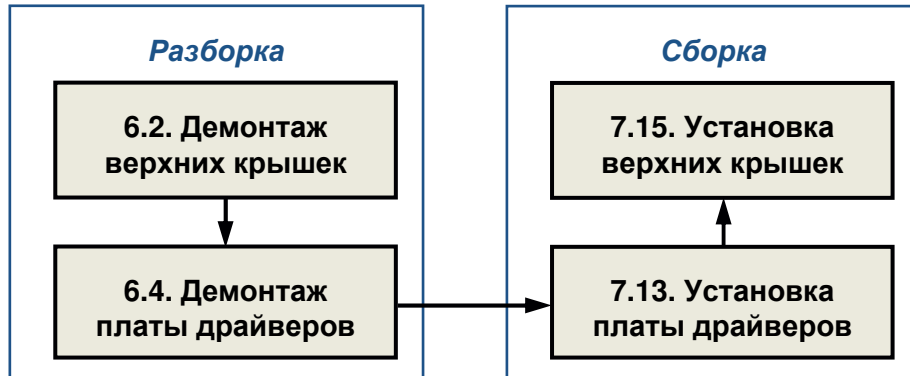 Разборка
6.2. Демонтаж
верхних крышек
6.4. Демонтаж
платы драйверов
Сборка
7.15. Установка
верхних крышек
7.13. Установка
платы драйверов